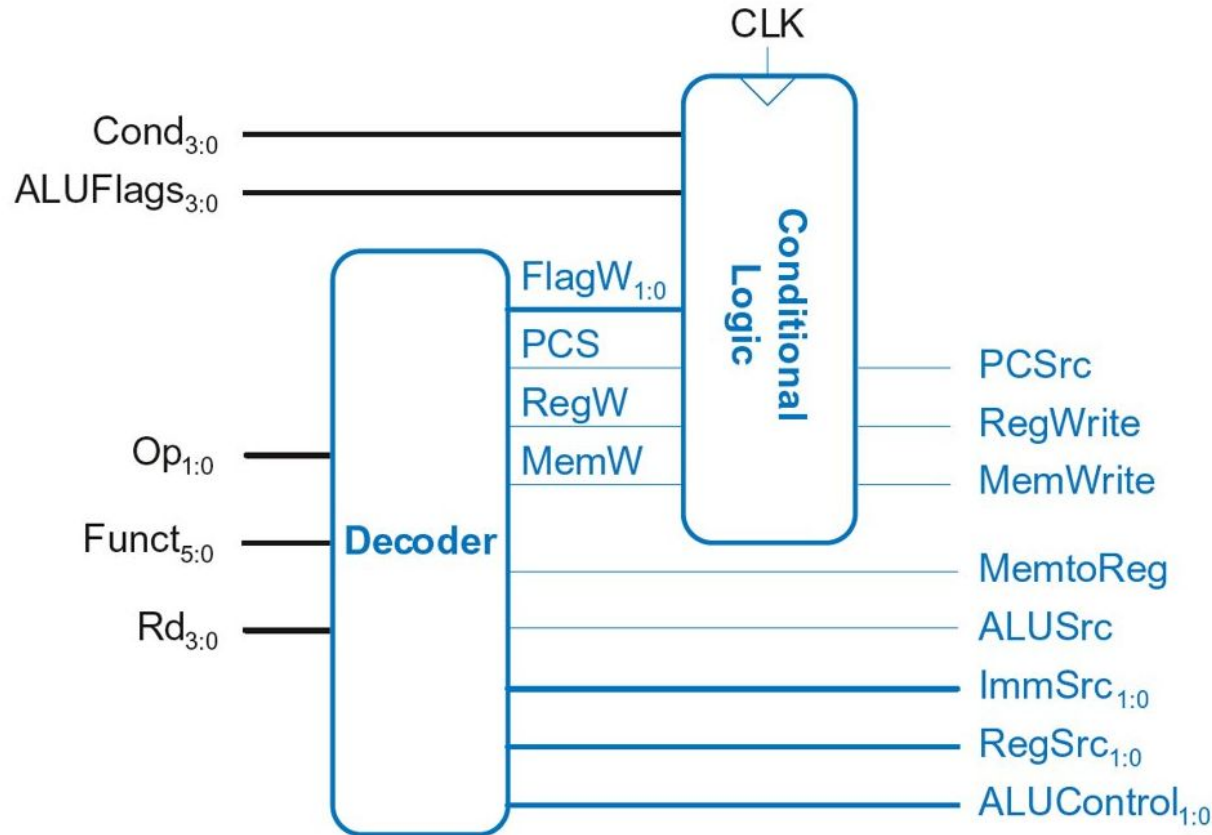 CLK
Cond3:0
ALUFlags3:0
Conditional
Logic
FlagW1:0
PCS
PCSrc
RegW
RegWrite
Op1:0
MemW
MemWrite
Funct5:0
Decoder
MemtoReg
Rd3:0
ALUSrc
ImmSrc1:0
RegSrc1:0
ALUControl1:0